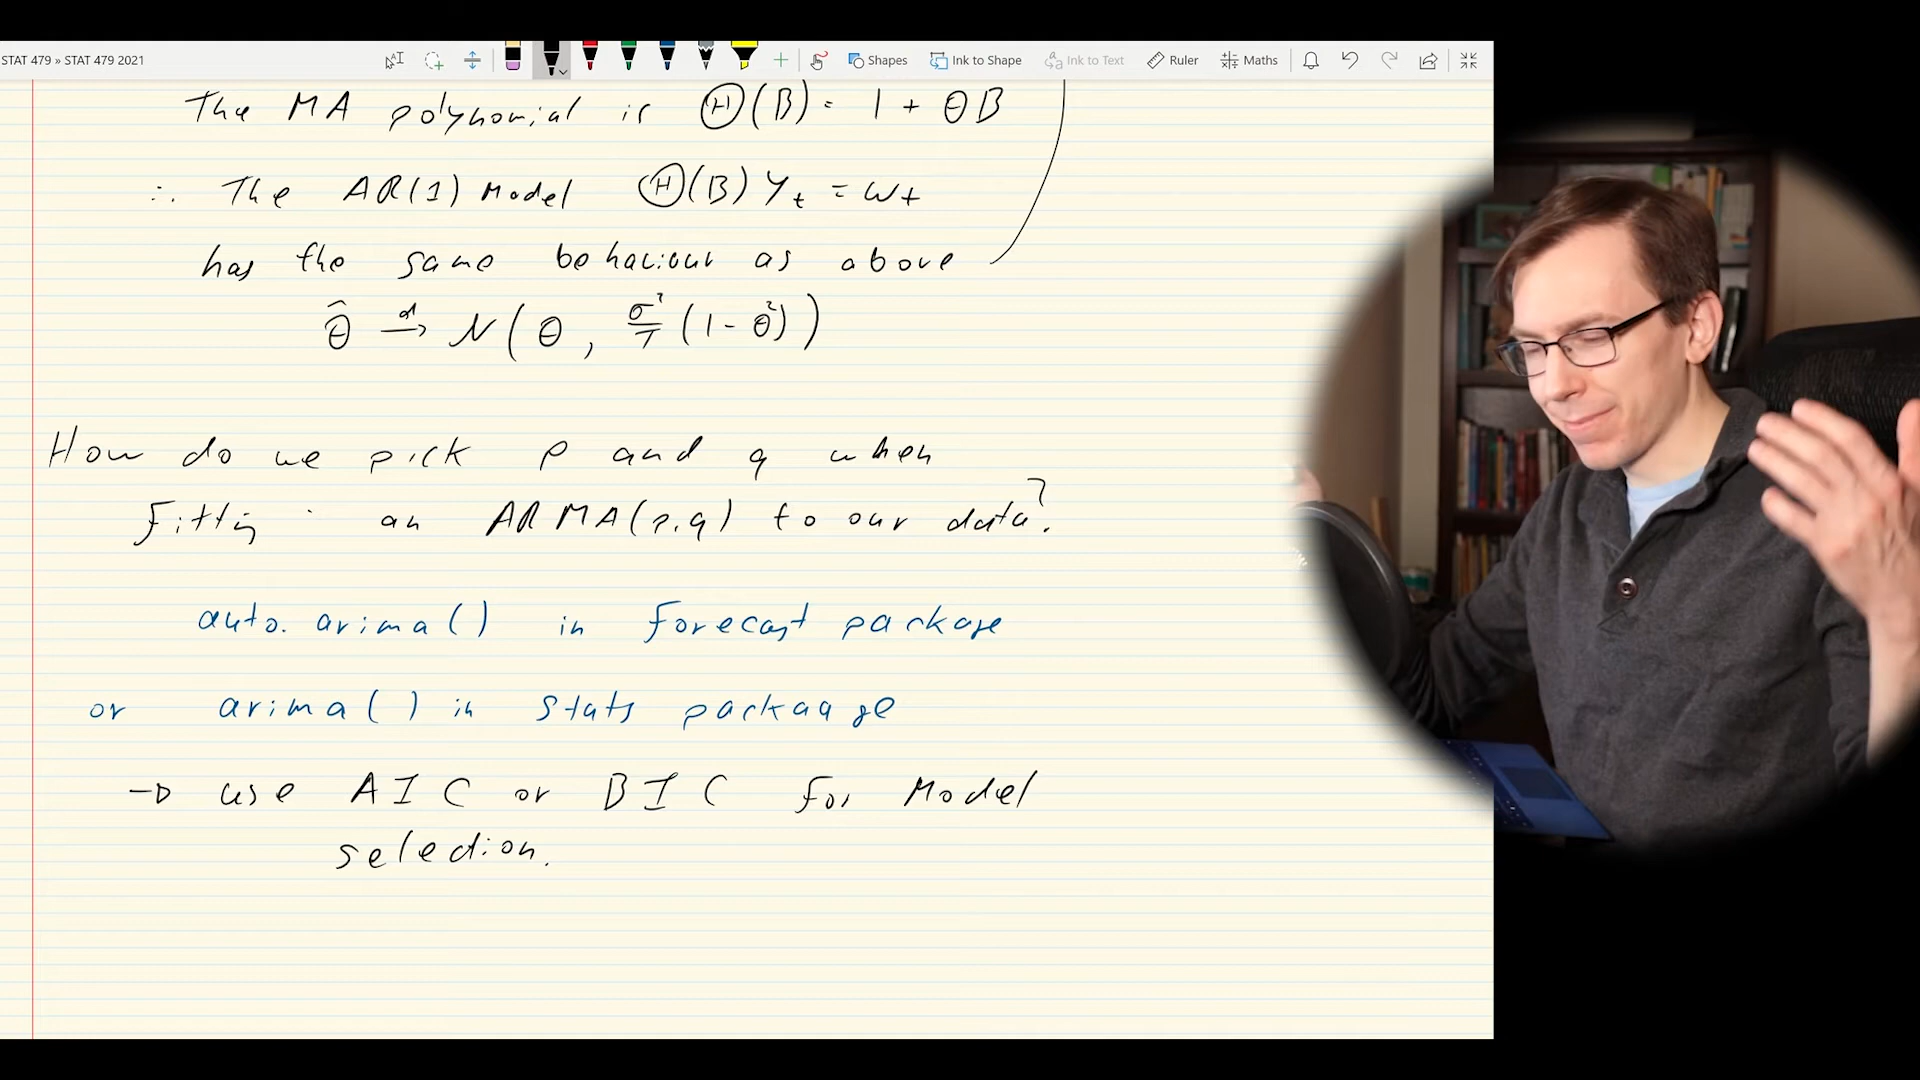 STAT 479 » STAT 479 2021
Shapes Ink to Shape Ink to Text Ruler Maths
The MA polynomial is Ⓗ(B) = 1 + θB
∴ The AR(1) Model Ⓗ(B) Yₜ = ωₜ
has the same behaviour as above
θ̂ →ᵈ N(θ, σ²/T (1 - θ²))
How do we pick p and q when
Fitting an ARMA(p,q) to our data?
auto.arima() in forecast package
or arima() in stats packaage
→ use AIC or BIC for Model
selection.